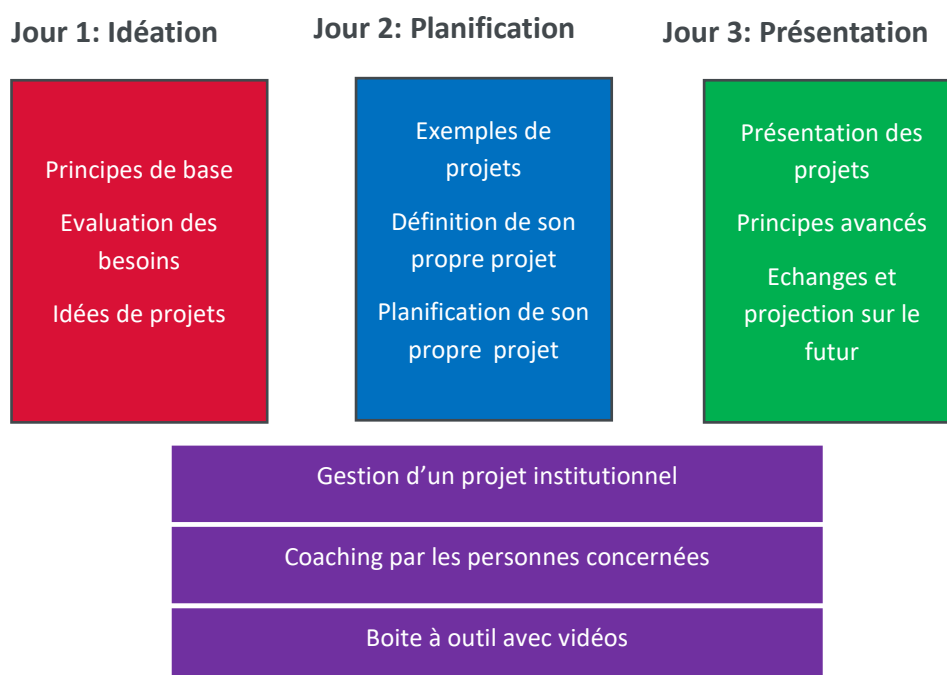 Jour 1: Idéation
Jour 2: Planification
Jour 3: Présentation
Principes de base
Evaluation des
besoins
Idées de projets
Exemples de
projets
Définition de son
propre projet
Planification de son
propre  projet
Présentation des
projets
Principes avancés
Echanges et
projection sur le
futur
Gestion d’un projet institutionnel
Coaching par les personnes concernées
Boite à outil avec vidéos